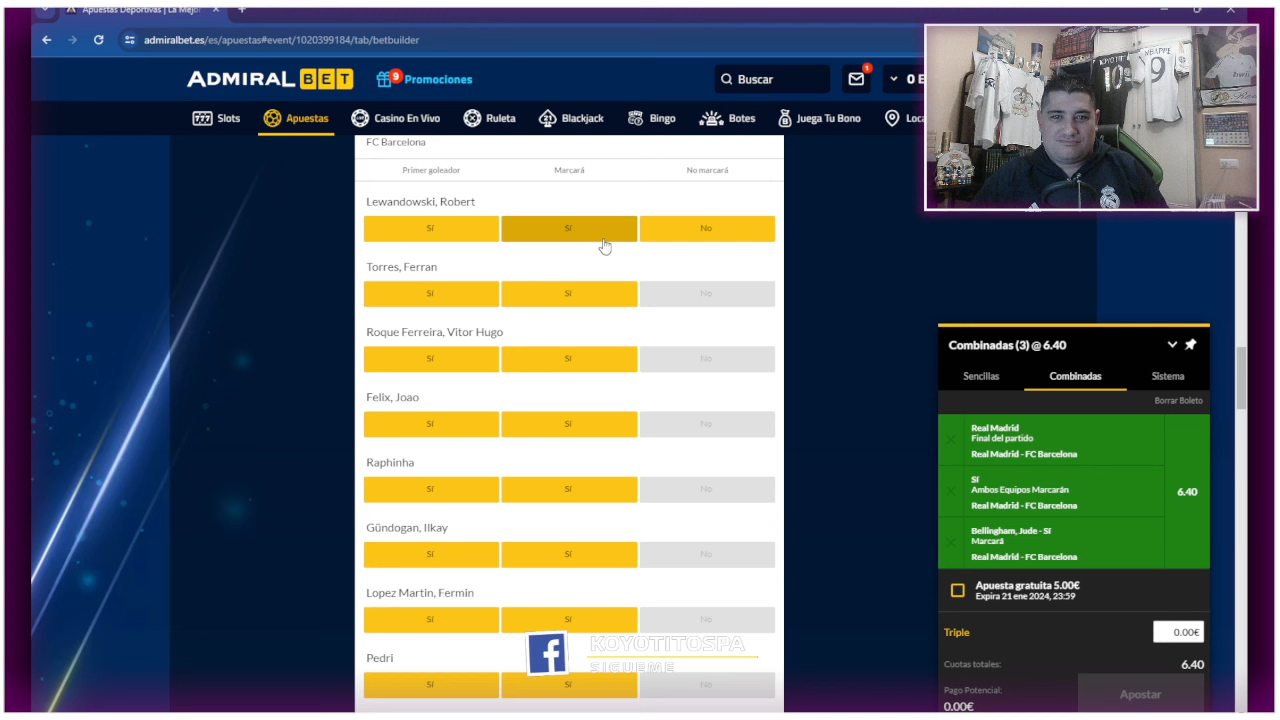 Apuestas Deportivas | La Mejor
admiralbet.es/es/apuestas#event/1020399184/tab/betbuilder
ADMIRALBET
9 Promociones
Buscar
1
777 Slots
Apuestas
Casino En Vivo
Ruleta
21 Blackjack
Bingo
Botes
Juega Tu Bono
FC Barcelona
Primer goleador Marcará No marcará
Lewandowski, Robert
Sí Sí No
Torres, Ferran
Sí Sí No
Roque Ferreira, Vitor Hugo
Sí Sí No
Felix, Joao
Sí Sí No
Raphinha
Sí Sí No
Gündogan, Ilkay
Sí Sí No
Lopez Martin, Fermin
Sí Sí No
Pedri
Sí Sí No
KOYOTITOSPA
SIGUEME
KOYOTITO
MBAPPE
9
bwin
Combinadas (3) @ 6.40
Sencillas Combinadas Sistema
Borrar Boleto
Real Madrid
Final del partido
Real Madrid - FC Barcelona
Sí
Ambos Equipos Marcarán
Real Madrid - FC Barcelona
6.40
Bellingham, Jude - Sí
Marcará
Real Madrid - FC Barcelona
Apuesta gratuita 5.00€
Expira 21 ene 2024, 23:59
Triple 0.00€
Cuotas totales: 6.40
Pago Potencial:
0.00€
Apostar